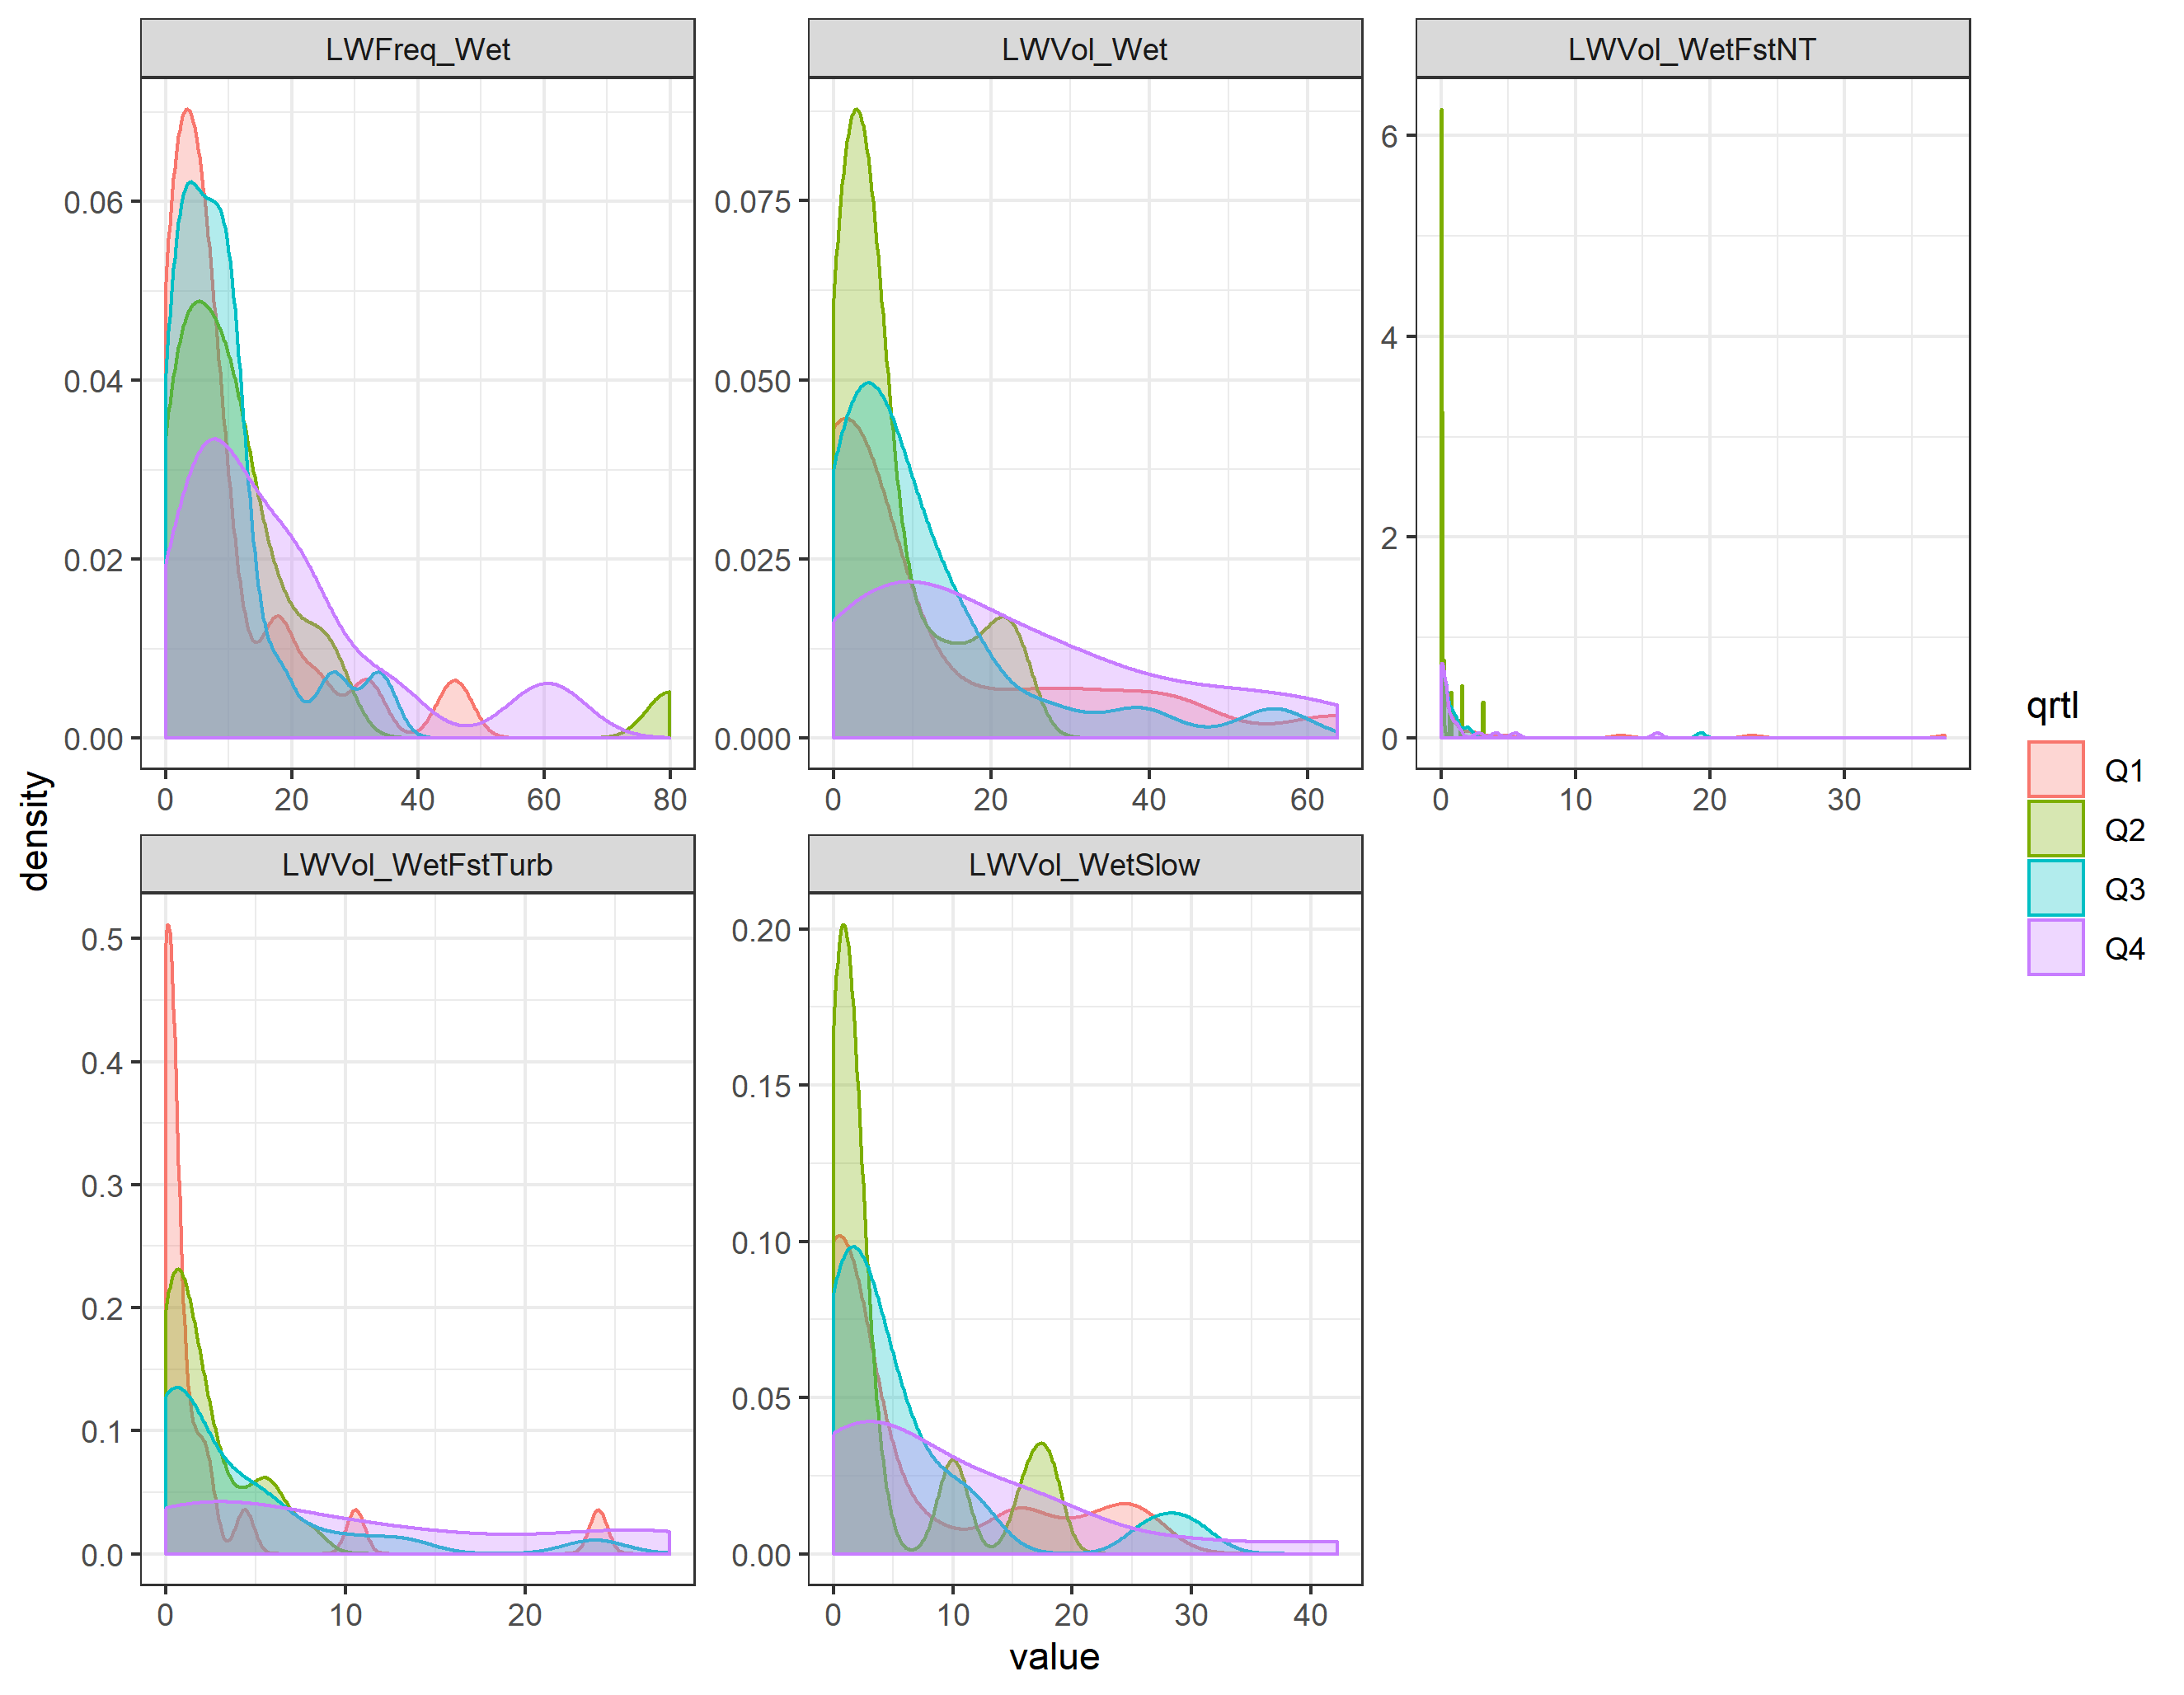 LWFreq_Wet
LWVol_Wet
LWVol_WetFstNT
0.06
0.04
0.02
0.00
0.075
0.050
0.025
0.000
6
4
2
0
0 20 40 60 80
0 20 40 60
0 10 20 30
LWVol_WetFstTurb
LWVol_WetSlow
0.5
0.4
0.3
0.2
0.1
0.0
0.20
0.15
0.10
0.05
0.00
0 10 20
0 10 20 30 40
value
density
qrtl
Q1
Q2
Q3
Q4